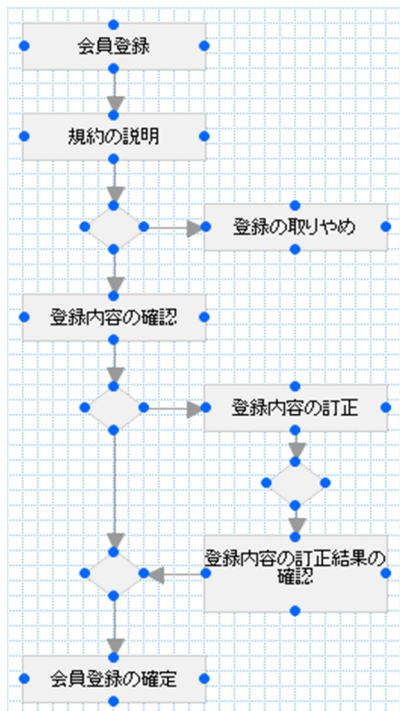 会員登録
規約の説明
登録の取りやめ
登録内容の確認
登録内容の訂正
登録内容の訂正結果の
確認
会員登録の確定